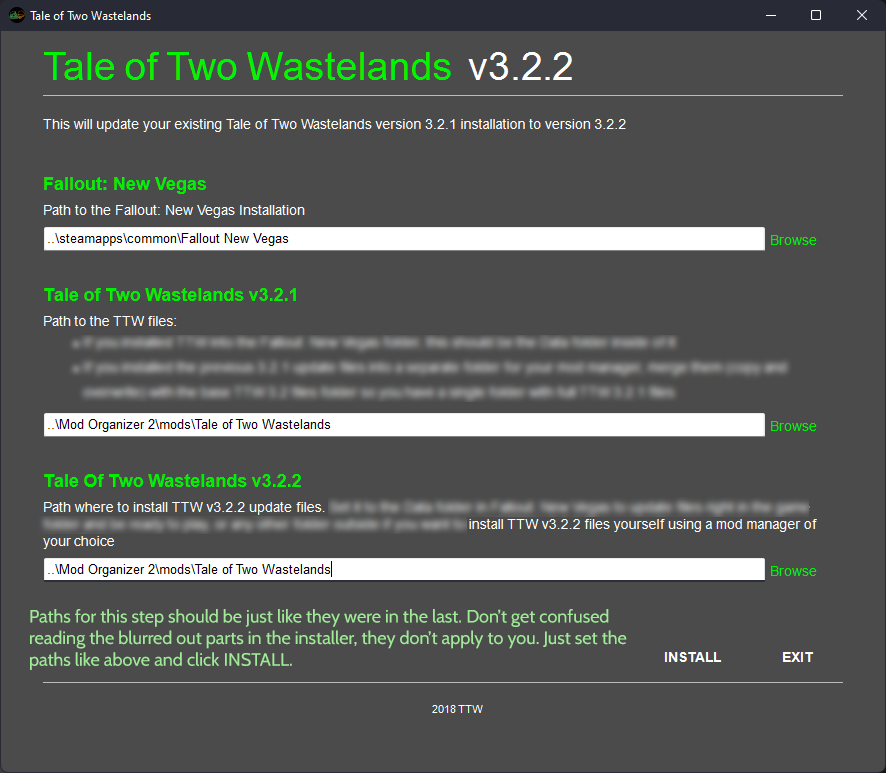 Tale of Two Wastelands
Tale of Two Wastelands v3.2.2
This will update your existing Tale of Two Wastelands version 3.2.1 installation to version 3.2.2
Fallout: New Vegas
Path to the Fallout: New Vegas Installation
..\steamapps\common\Fallout New Vegas
Browse
Tale of Two Wastelands v3.2.1
Path to the TTW files:
..\Mod Organizer 2\mods\Tale of Two Wastelands
Browse
Tale Of Two Wastelands v3.2.2
Path where to install TTW v3.2.2 update files.
install TTW v3.2.2 files yourself using a mod manager of
your choice
..\Mod Organizer 2\mods\Tale of Two Wastelands
Browse
Paths for this step should be just like they were in the last. Don't get confused
reading the blurred out parts in the installer, they don't apply to you. Just set the
paths like above and click INSTALL.
INSTALL
EXIT
2018 TTW